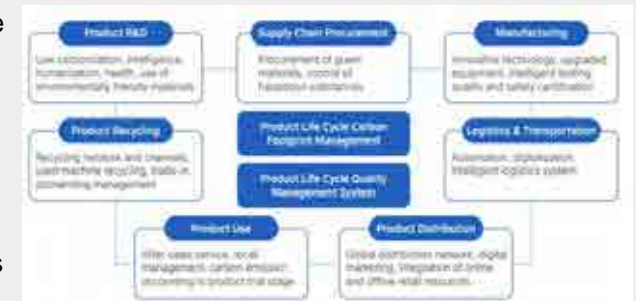 e
Product R&D
Low carbonization, intelligence,
humanization, health, use of
environmentally friendly materials
Supply Chain Procurement
Procurement of green
materials, control of
hazardous substances
Manufacturing
Innovative technology, upgraded
equipment, intelligent testing
quality and safety certification
Product Recycling
Recycling network and channels,
used-machine recycling, trade-in
dismantling management
Product Life Cycle Carbon
Footprint Management
Product Life Cycle Quality
Management System
Logistics & Transportation
Automation, digitalization,
intelligent logistics system
Product Use
After-sales service, recall
management, carbon emission
accounting in product trial stage
Product Distribution
Global distribution network, digital
marketing, integration of online
and offline retail resources
s